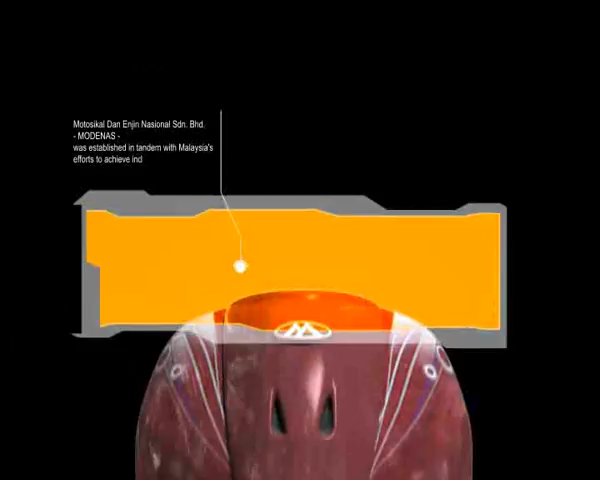 Motosikal Dan Enjin Nasional Sdn. Bhd.
- MODENAS -
was established in tandem with Malaysia's
efforts to achieve ind